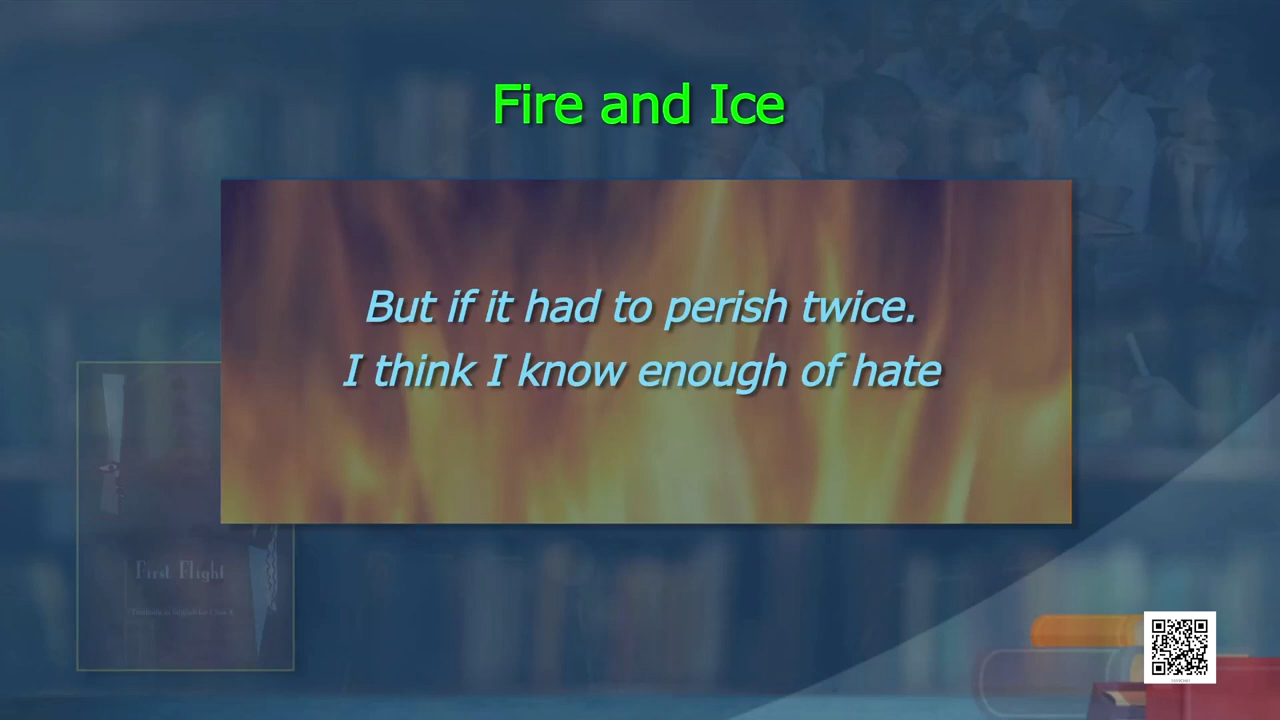 Fire and Ice
But if it had to perish twice.
I think I know enough of hate
First Flight